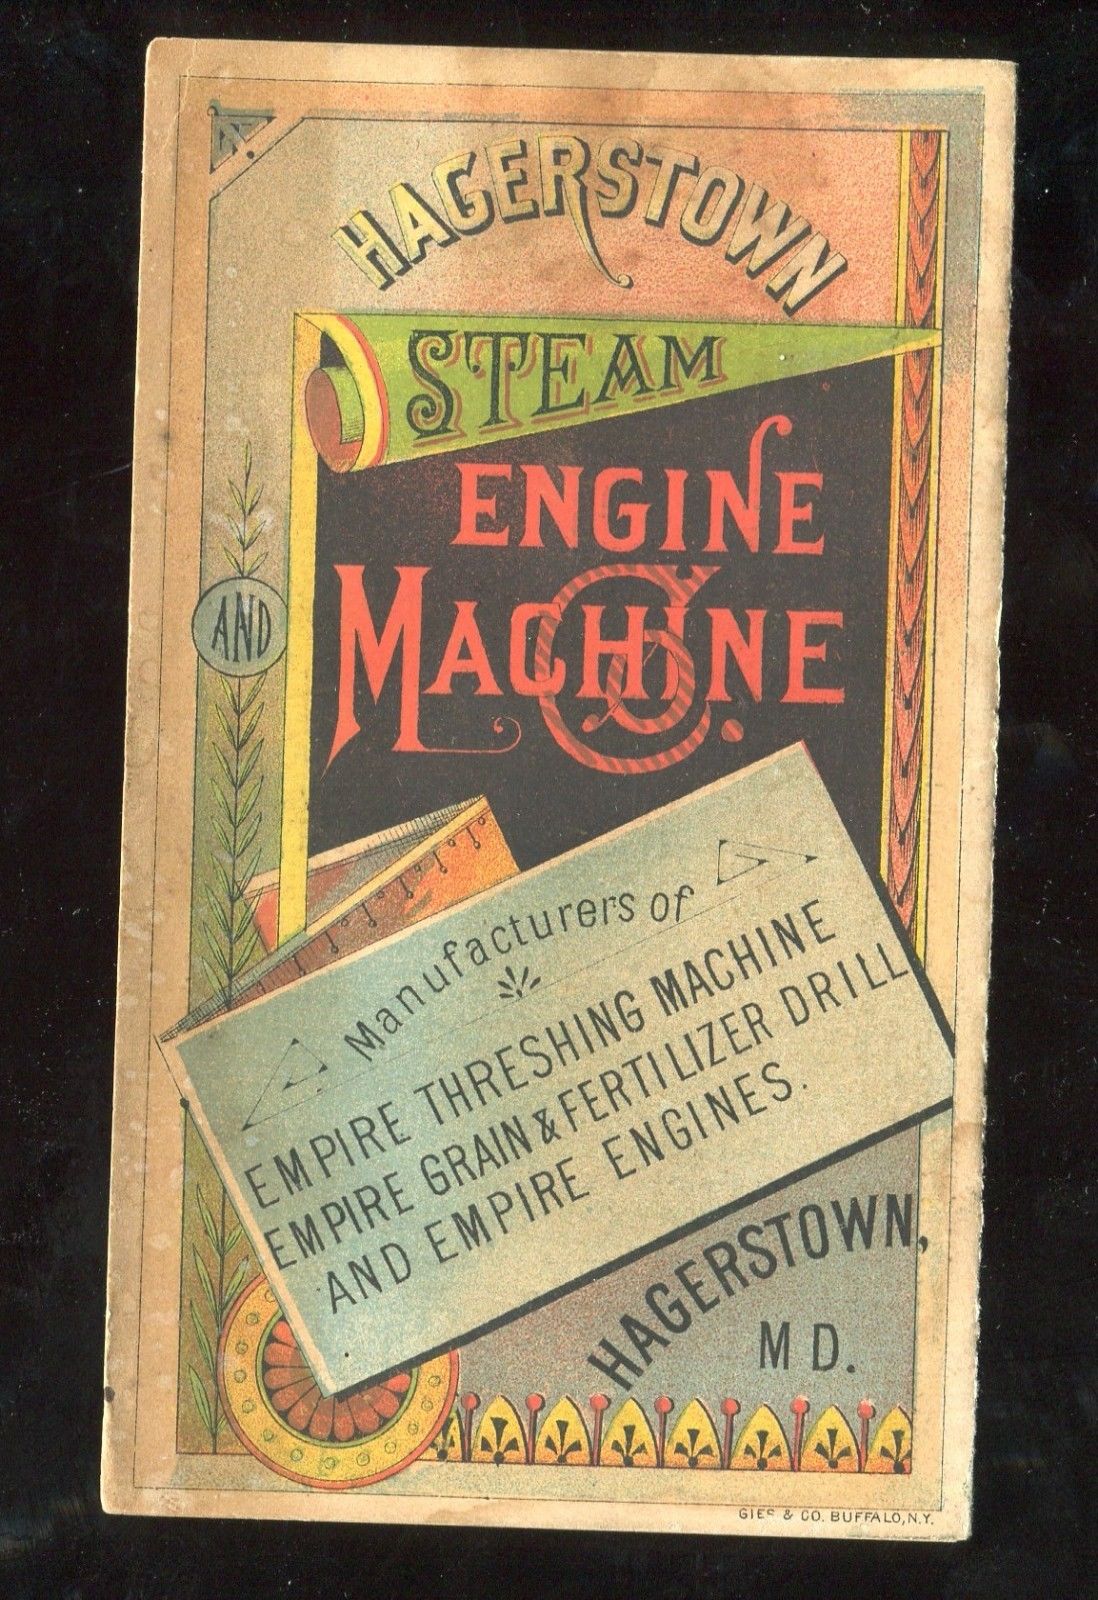 HAGERSTOWN
STEAM
ENGINE
AND
MACHINE Co.
Manufacturers of
EMPIRE THRESHING MACHINE
EMPIRE GRAIN & FERTILIZER DRILL
AND EMPIRE ENGINES.
HAGERSTOWN,
MD.
GIES & CO. BUFFALO, N.Y.